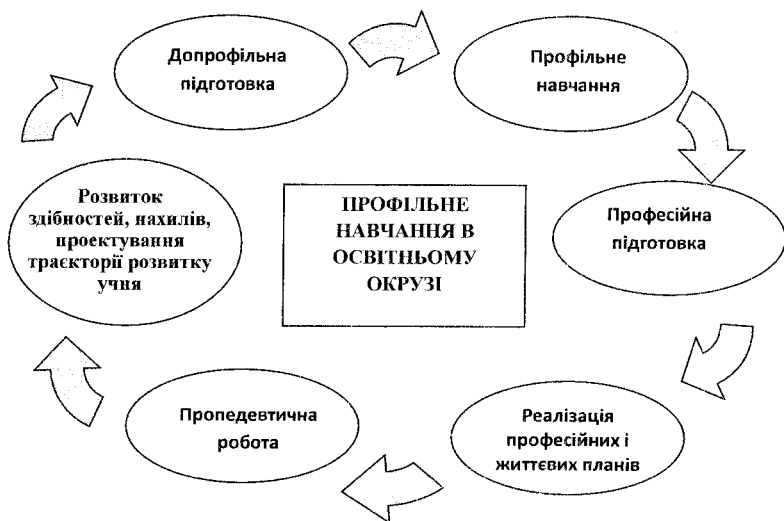 Допрофільна
підготовка
Профільне
навчання
Розвиток
здібностей, нахилів,
проектування
траєкторії розвитку
учня
ПРОФІЛЬНЕ
НАВЧАННЯ В
ОСВІТНЬОМУ
ОКРУЗІ
Професійна
підготовка
Пропедевтична
робота
Реалізація
професійних і
життєвих планів